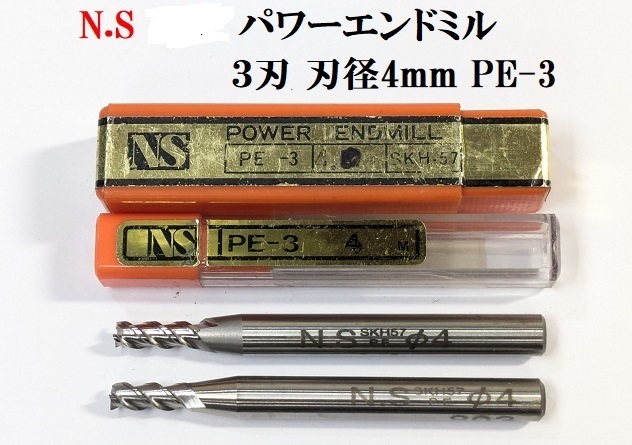 N.S パワーエンドミル
3刃 刃径4mm PE-3
NS POWER ENDMILL
PE -3 4. SKH-57
NS PE-3 4 M
N.S SKH57 φ4
N.S SKH57 φ4